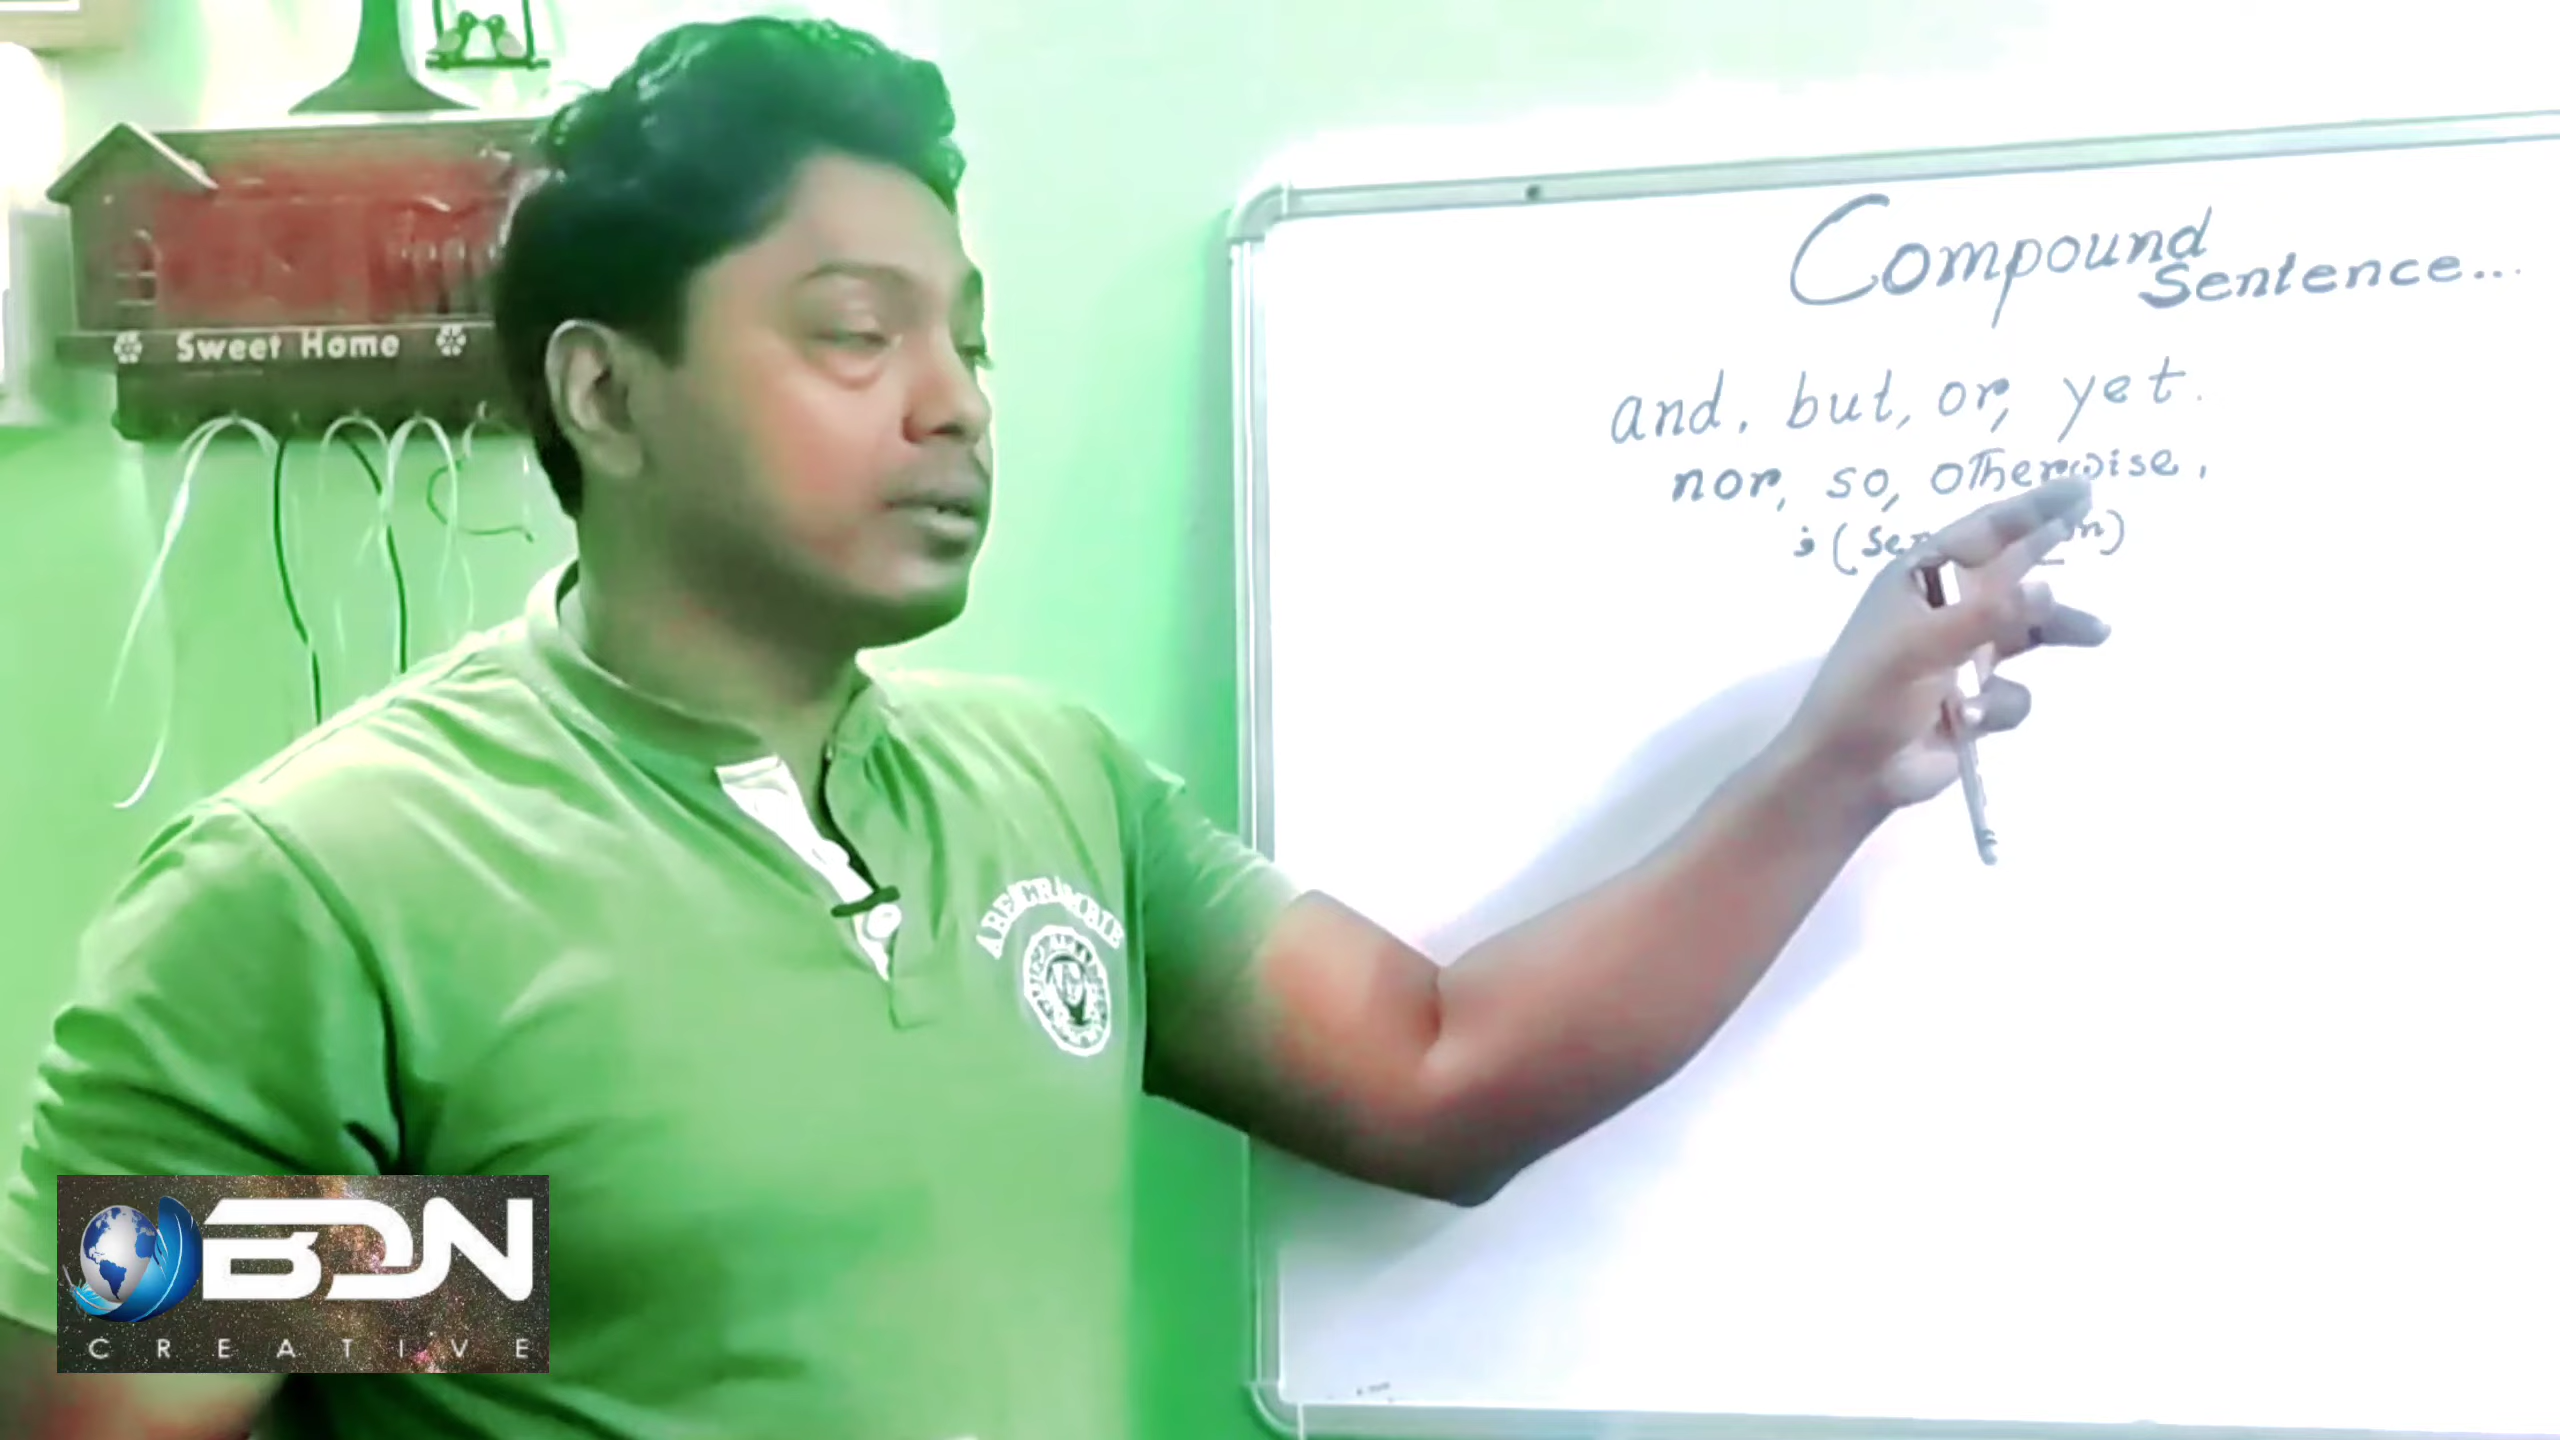 Compound
Sentence...
and, but, or, yet.
nor, so, otherwise,
; (
Sweet Home
BDN
CREATIVE